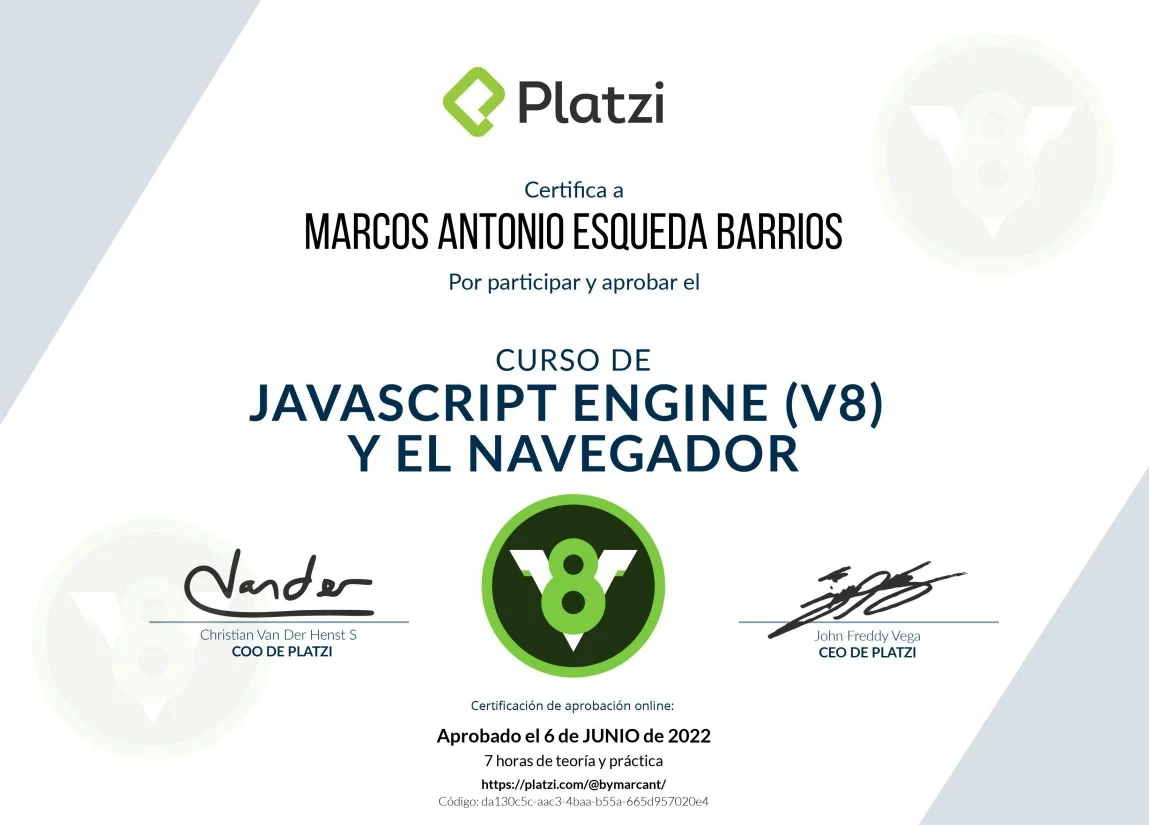 Platzi
Certifica a
MARCOS ANTONIO ESQUEDA BARRIOS
Por participar y aprobar el
CURSO DE
JAVASCRIPT ENGINE (V8)
Y EL NAVEGADOR
V8
Vander
Christian Van Der Henst S
COO DE PLATZI
John Freddy Vega
CEO DE PLATZI
Certificación de aprobación online:
Aprobado el 6 de JUNIO de 2022
7 horas de teoría y práctica
https://platzi.com/@bymarcant/
Código: da130c5c-aac3-4baa-b55a-665d957020e4